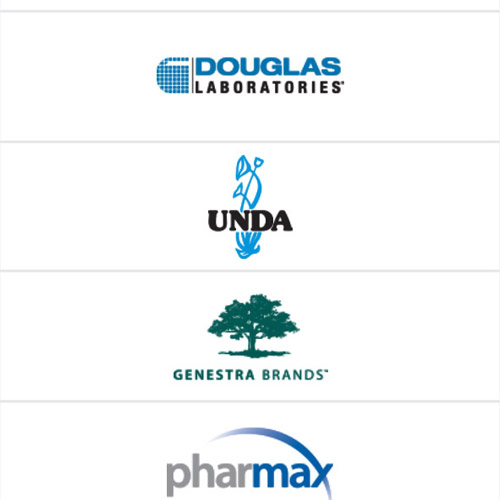 DOUGLAS
LABORATORIES®
UNDA
GENESTRA BRANDS™
pharmax